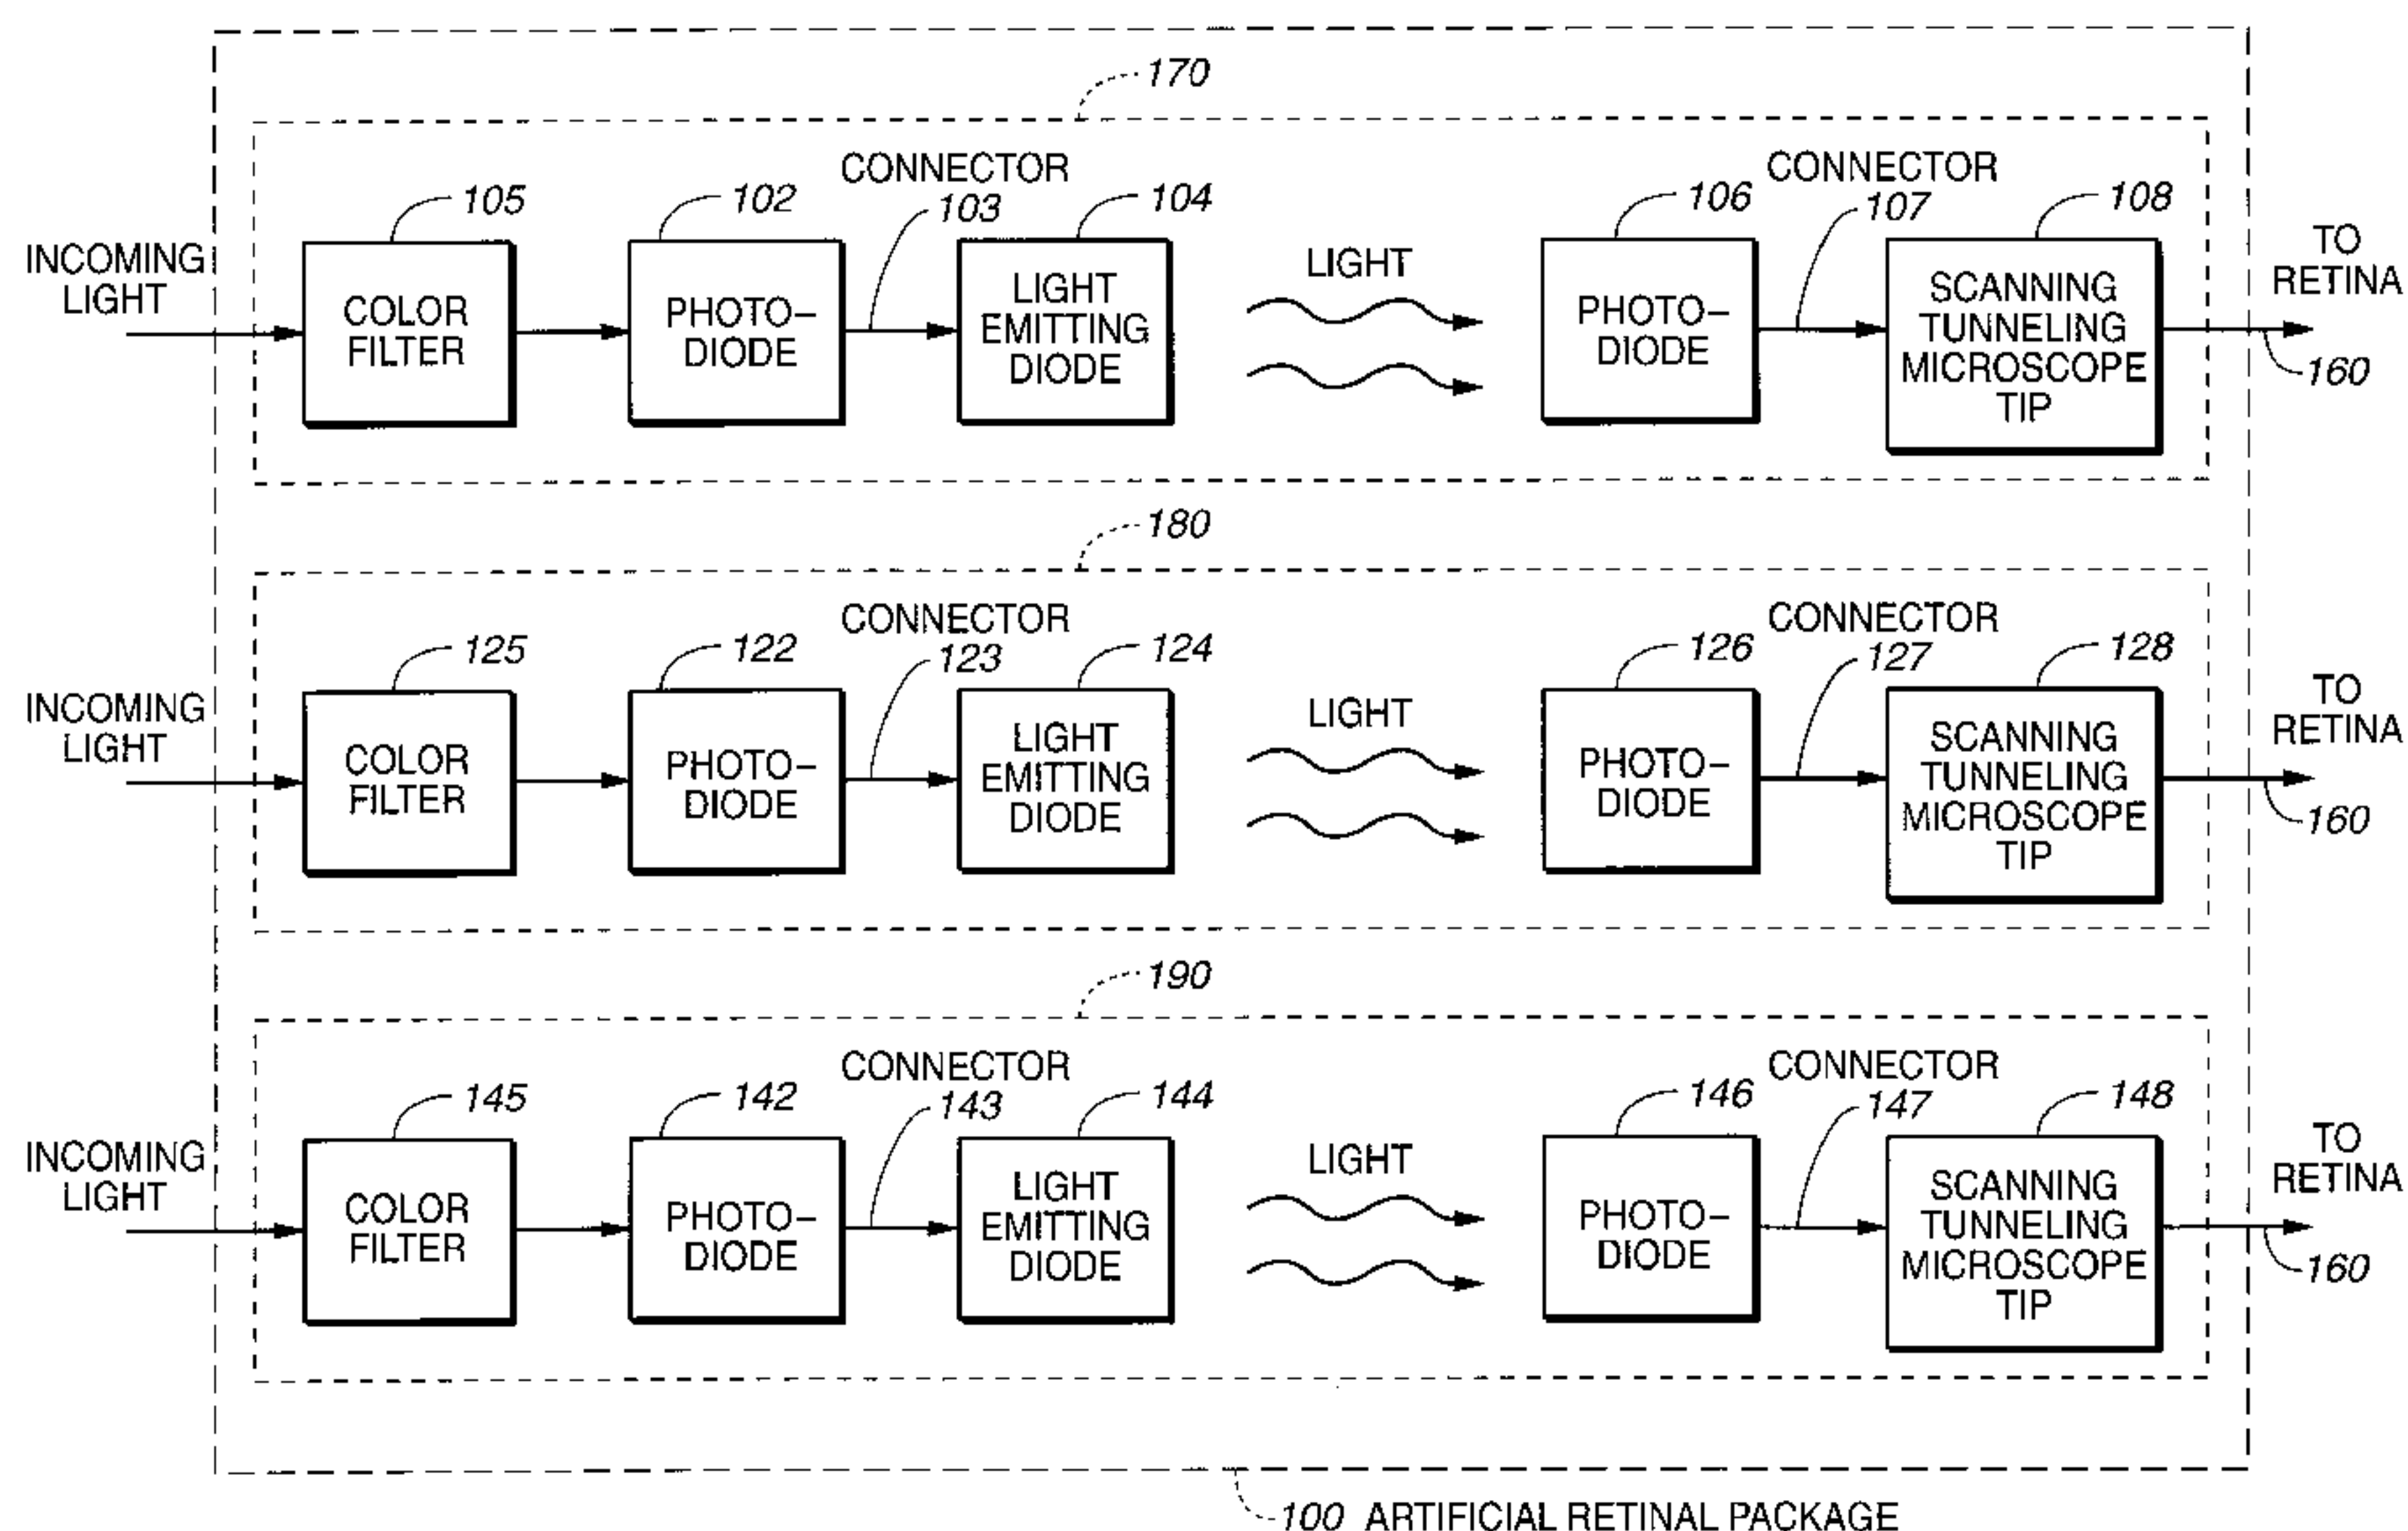 170
CONNECTOR
CONNECTOR
105
102
103
104
106
107
108
INCOMING
LIGHT
COLOR
FILTER
PHOTO-
DIODE
LIGHT
EMITTING
DIODE
LIGHT
PHOTO-
DIODE
SCANNING
TUNNELING
MICROSCOPE
TIP
TO
RETINA
160
180
CONNECTOR
CONNECTOR
125
122
123
124
126
127
128
INCOMING
LIGHT
COLOR
FILTER
PHOTO-
DIODE
LIGHT
EMITTING
DIODE
LIGHT
PHOTO-
DIODE
SCANNING
TUNNELING
MICROSCOPE
TIP
TO
RETINA
160
190
CONNECTOR
CONNECTOR
145
142
143
144
146
147
148
INCOMING
LIGHT
COLOR
FILTER
PHOTO-
DIODE
LIGHT
EMITTING
DIODE
LIGHT
PHOTO-
DIODE
SCANNING
TUNNELING
MICROSCOPE
TIP
TO
RETINA
160
100 ARTIFICIAL RETINAL PACKAGE